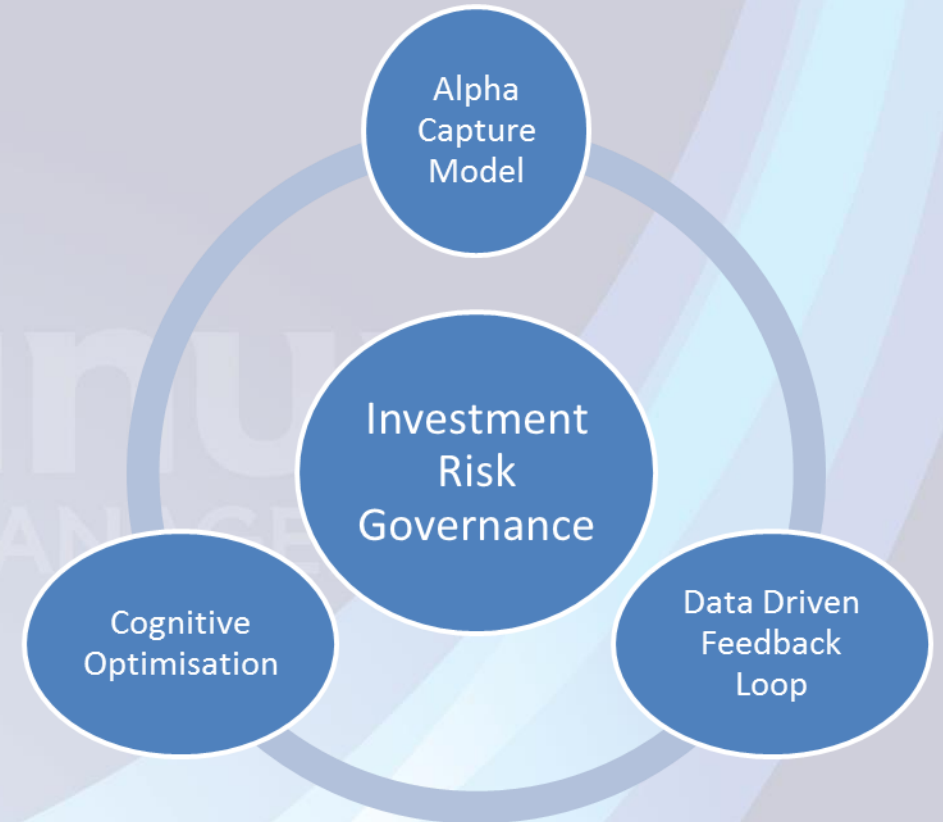 Alpha
Capture
Model
Investment
Risk
Governance
Cognitive
Optimisation
Data Driven
Feedback
Loop